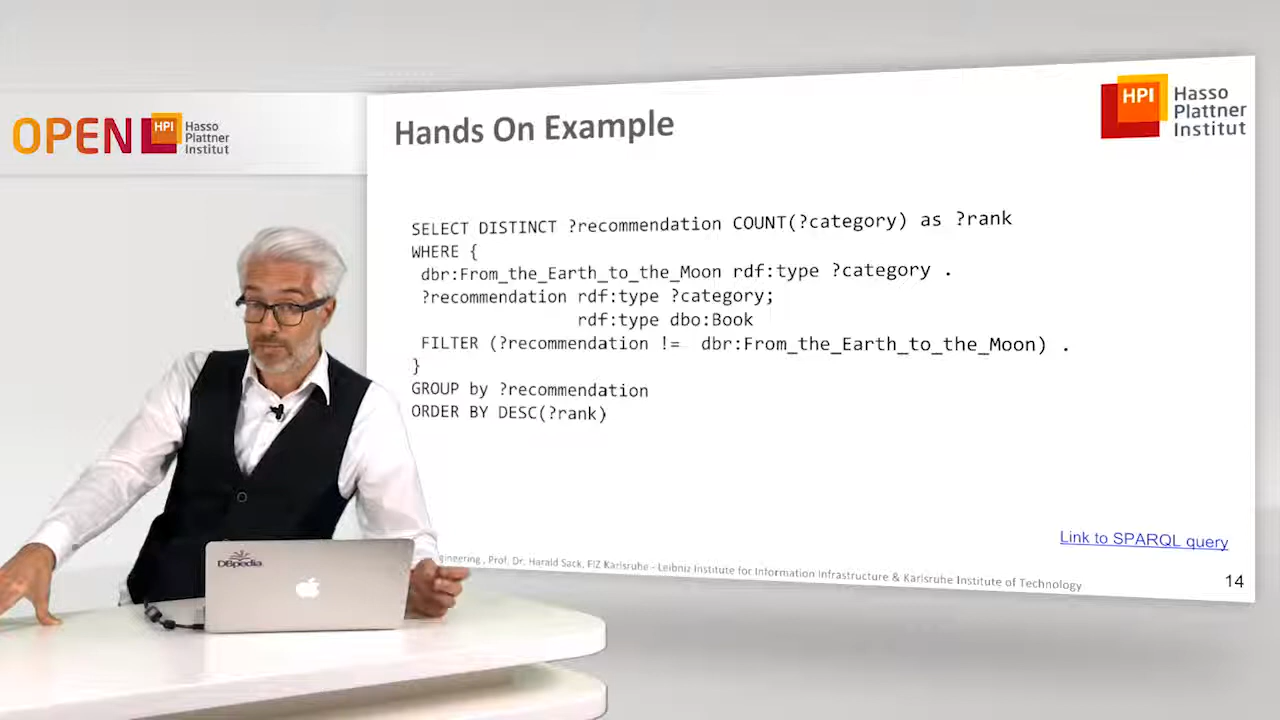 OPEN HPI Hasso
Plattner
Institut
Hands On Example
HPI Hasso
Plattner
Institut
SELECT DISTINCT ?recommendation COUNT(?category) as ?rank
WHERE {
dbr:From_the_Earth_to_the_Moon rdf:type ?category .
?recommendation rdf:type ?category;
rdf:type dbo:Book
FILTER (?recommendation != dbr:From_the_Earth_to_the_Moon) .
}
GROUP by ?recommendation
ORDER BY DESC(?rank)
Link to SPARQL query
gineering , Prof. Dr. Harald Sack, FIZ Karlsruhe - Leibniz Institute for Information Infrastructure & Karlsruhe Institute of Technology
14
DBpedia